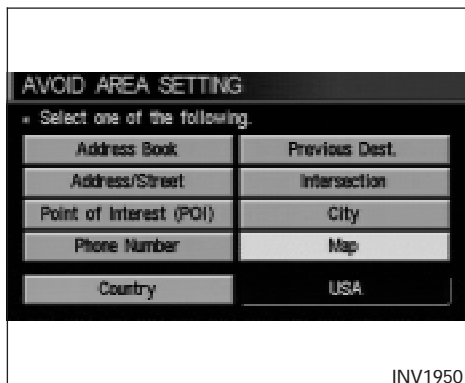 AVOID AREA SETTING
Select one of the following.
Address Book Previous Dest.
Address/Street Intersection
Point of Interest (POI) City
Phone Number Map
Country USA
INV1950